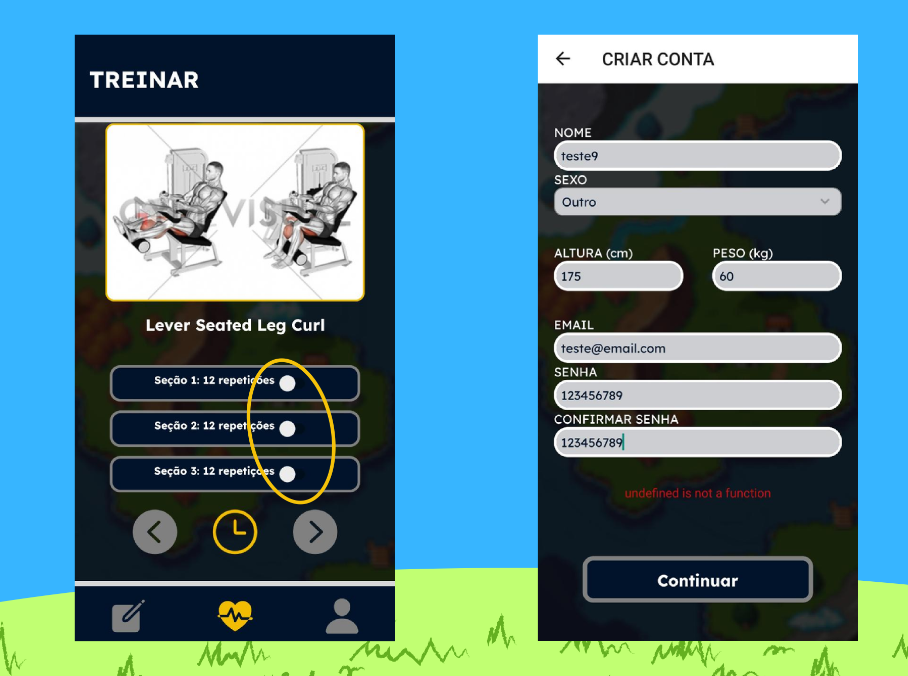 TREINAR
Lever Seated Leg Curl
Seção 1: 12 repetições
Seção 2: 12 repetições
Seção 3: 12 repetições
CRIAR CONTA
NOME
teste9
SEXO
Outro
ALTURA (cm) PESO (kg)
175 60
EMAIL
teste@email.com
SENHA
123456789
CONFIRMAR SENHA
123456789
undefined is not a function
Continuar